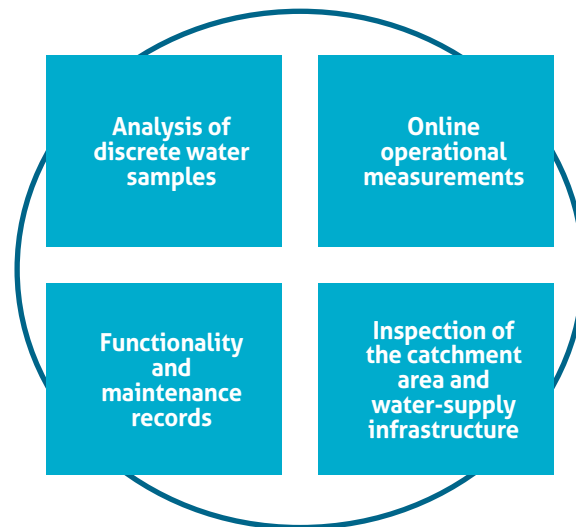 Analysis of
discrete water
samples
Online
operational
measurements
Functionality
and
maintenance
records
Inspection of
the catchment
area and
water-supply
infrastructure